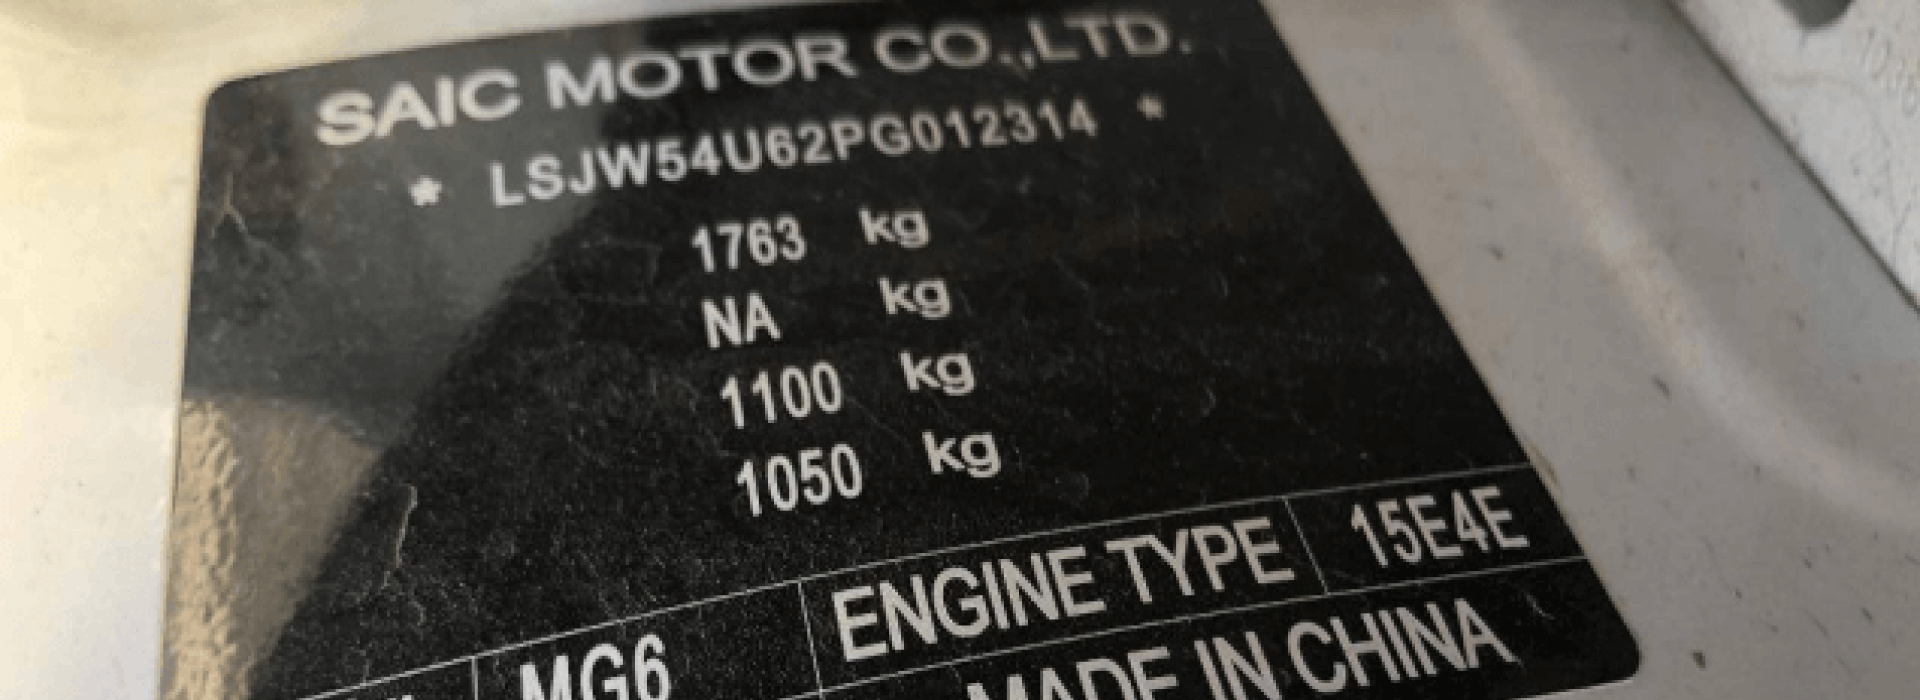 SAIC MOTOR CO.,LTD.
* LSJW54U62PG012314 *
1763 kg
NA kg
1100 kg
1050 kg
MG6 ENGINE TYPE 15E4E
MADE IN CHINA